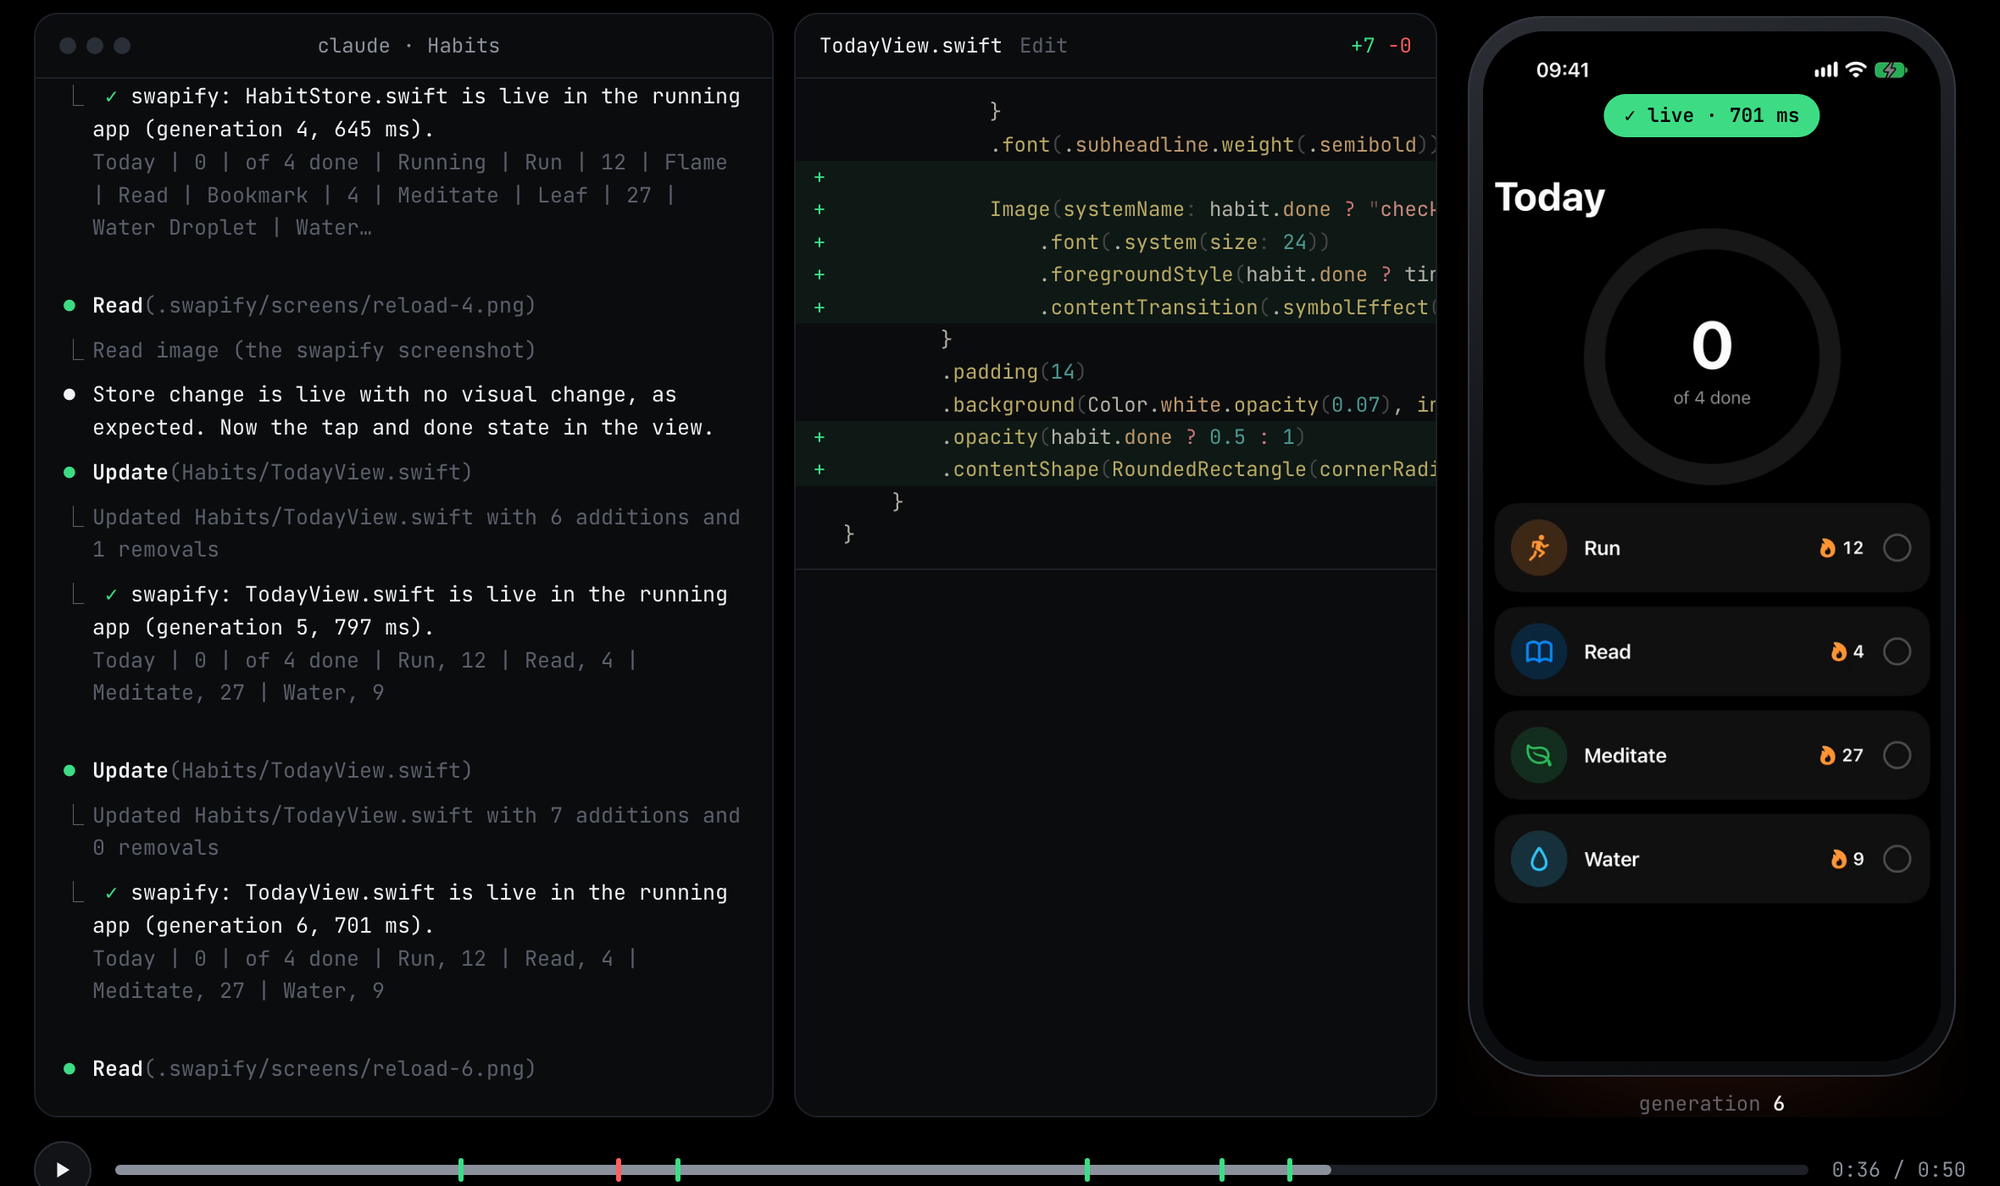 claude · Habits
✓ swapify: HabitStore.swift is live in the running
app (generation 4, 645 ms).
Today | 0 | of 4 done | Running | Run | 12 | Flame
| Read | Bookmark | 4 | Meditate | Leaf | 27 |
Water Droplet | Water…
Read(.swapify/screens/reload-4.png)
Read image (the swapify screenshot)
Store change is live with no visual change, as
expected. Now the tap and done state in the view.
Update(Habits/TodayView.swift)
Updated Habits/TodayView.swift with 6 additions and
1 removals
✓ swapify: TodayView.swift is live in the running
app (generation 5, 797 ms).
Today | 0 | of 4 done | Run, 12 | Read, 4 |
Meditate, 27 | Water, 9
Update(Habits/TodayView.swift)
Updated Habits/TodayView.swift with 7 additions and
0 removals
✓ swapify: TodayView.swift is live in the running
app (generation 6, 701 ms).
Today | 0 | of 4 done | Run, 12 | Read, 4 |
Meditate, 27 | Water, 9
Read(.swapify/screens/reload-6.png)
TodayView.swift Edit +7 -0
}
.font(.subheadline.weight(.semibold))
+
+ Image(systemName: habit.done ? "check
+ .font(.system(size: 24))
+ .foregroundStyle(habit.done ? tin
+ .contentTransition(.symbolEffect(
}
.padding(14)
.background(Color.white.opacity(0.07), in
+ .opacity(habit.done ? 0.5 : 1)
+ .contentShape(RoundedRectangle(cornerRadi
}
}
09:41
✓ live · 701 ms
Today
0
of 4 done
Run 12
Read 4
Meditate 27
Water 9
generation 6
0:36 / 0:50